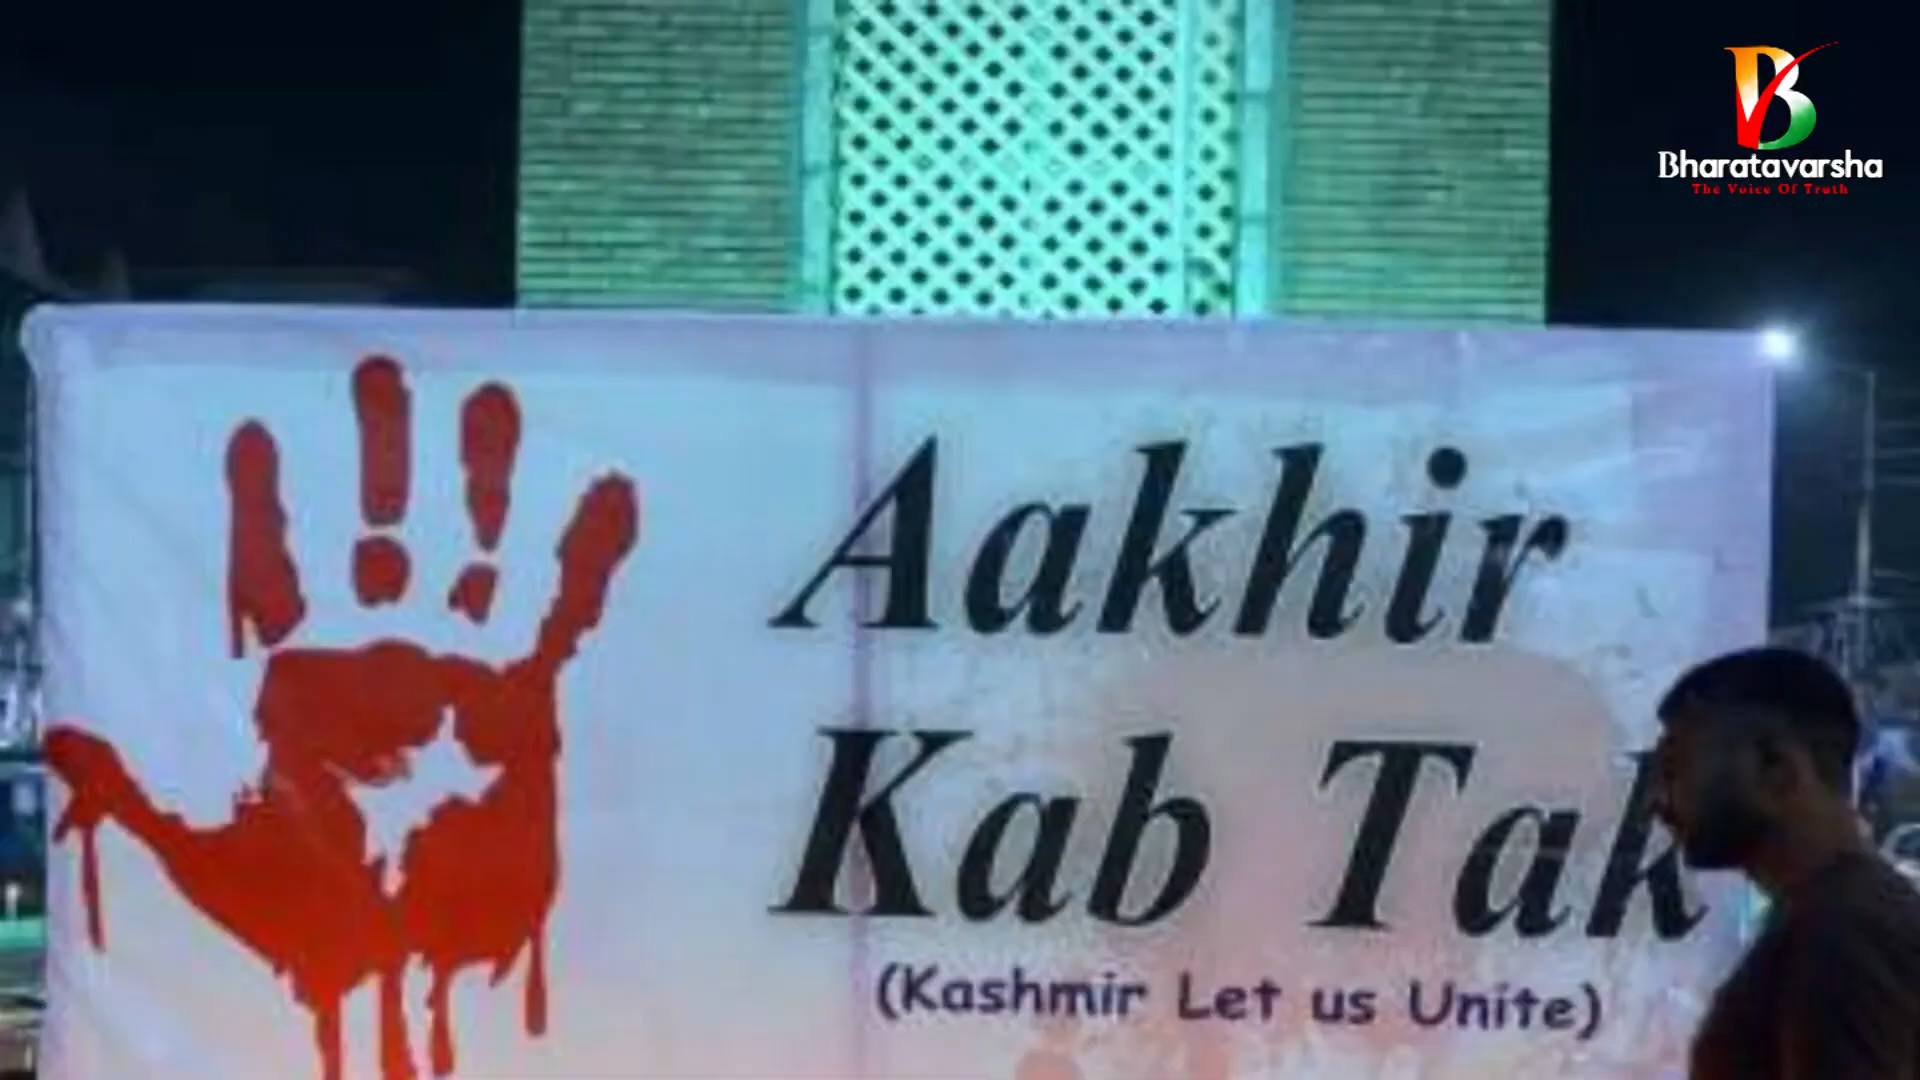 Bharatavarsha
The Voice Of Truth
Aakhir
Kab Tak
(Kashmir Let us Unite)